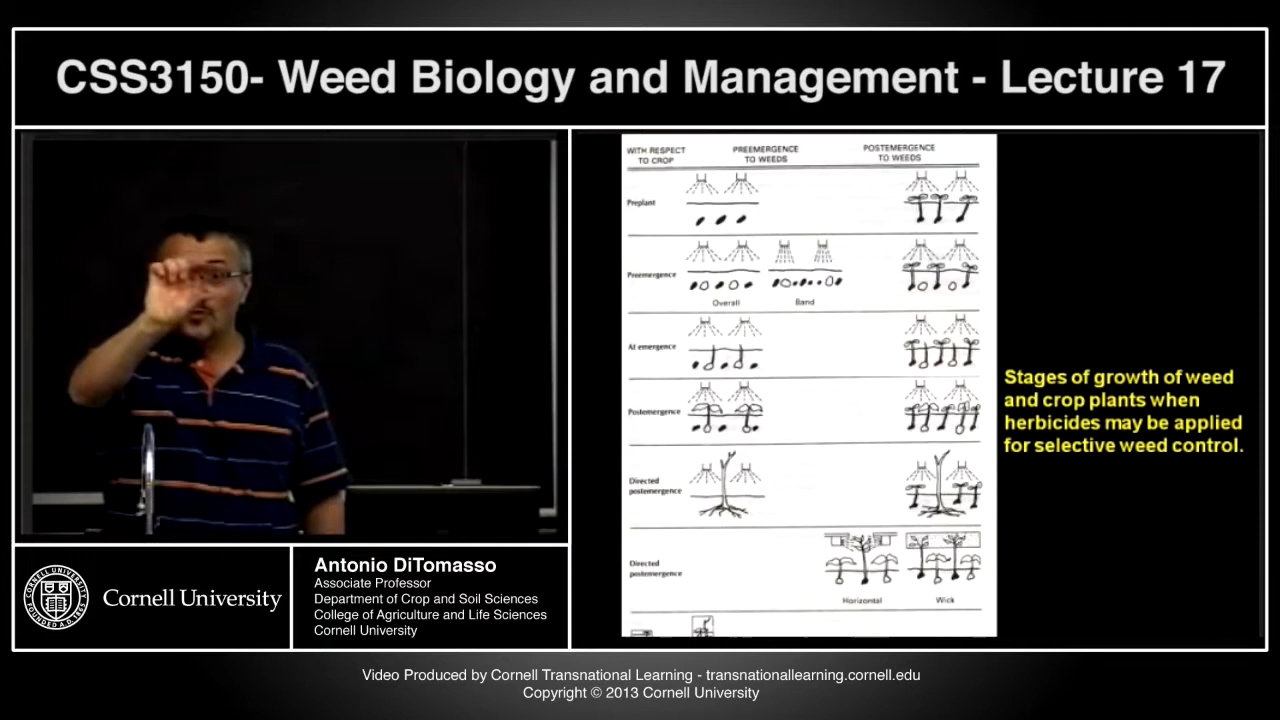 CSS3150- Weed Biology and Management - Lecture 17
WITH RESPECT
TO CROP
PREEMERGENCE
TO WEEDS
POSTEMERGENCE
TO WEEDS
Preplant
Preemergence
Overall
Band
At emergence
Postemergence
Directed
postemergence
Directed
postemergence
Horizontal
Wick
Stages of growth of weed
and crop plants when
herbicides may be applied
for selective weed control.
Cornell University
Antonio DiTomasso
Associate Professor
Department of Crop and Soil Sciences
College of Agriculture and Life Sciences
Cornell University
Video Produced by Cornell Transnational Learning - transnationallearning.cornell.edu
Copyright © 2013 Cornell University